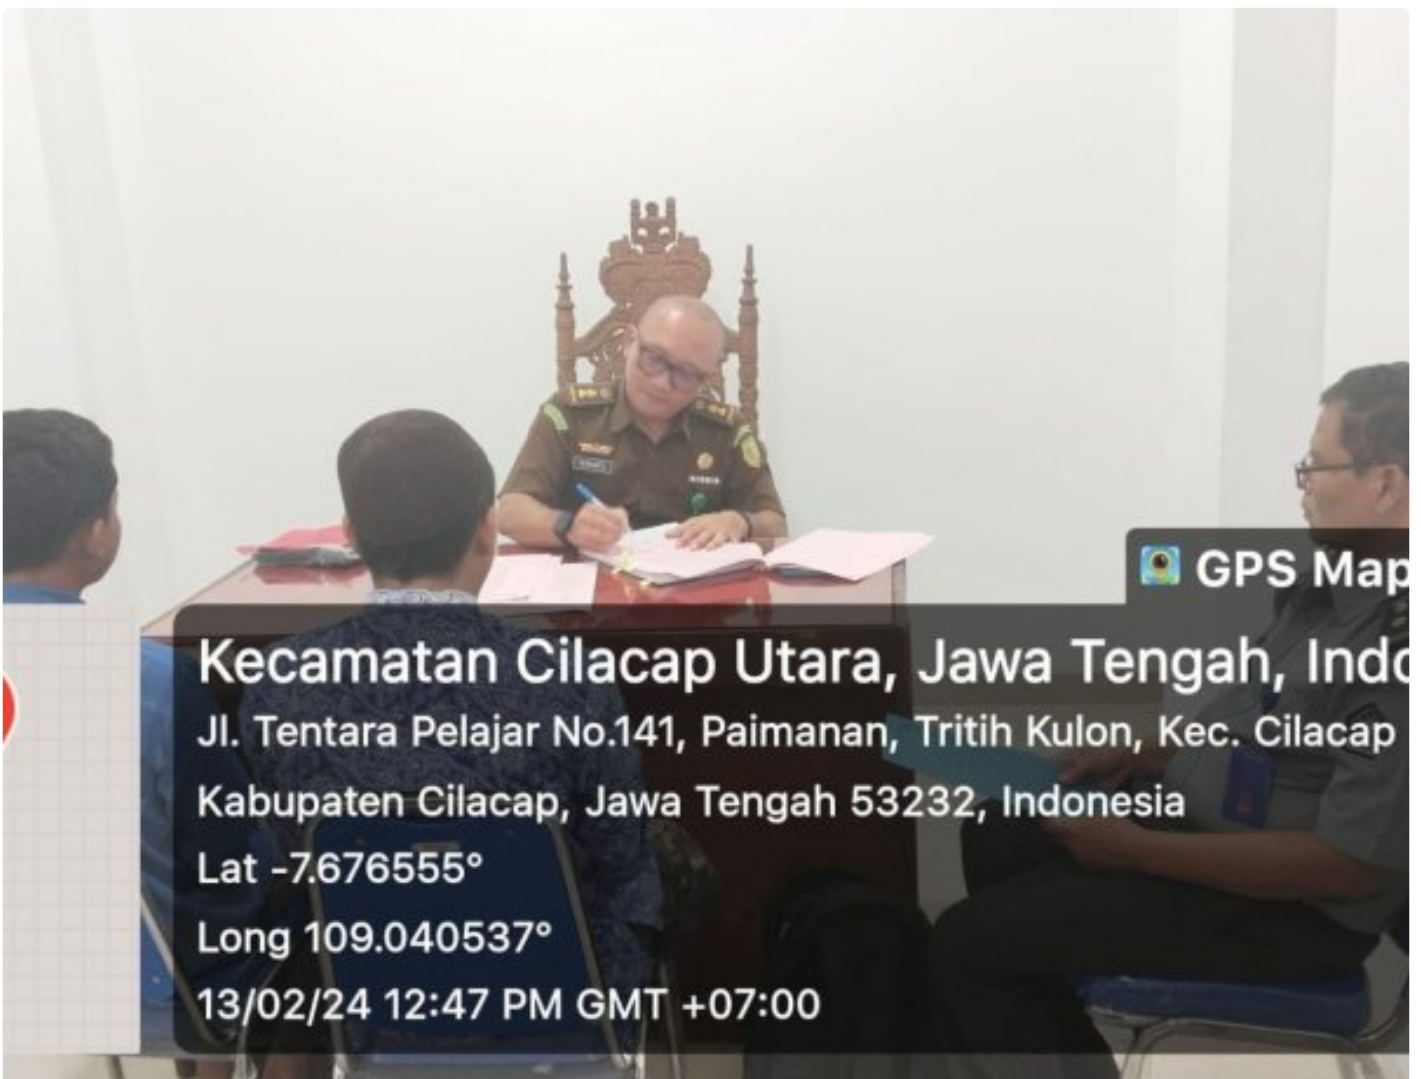 GPS Map
Kecamatan Cilacap Utara, Jawa Tengah, Indo
Jl. Tentara Pelajar No.141, Paimanan, Tritih Kulon, Kec. Cilacap
Kabupaten Cilacap, Jawa Tengah 53232, Indonesia
Lat -7.676555°
Long 109.040537°
13/02/24 12:47 PM GMT +07:00